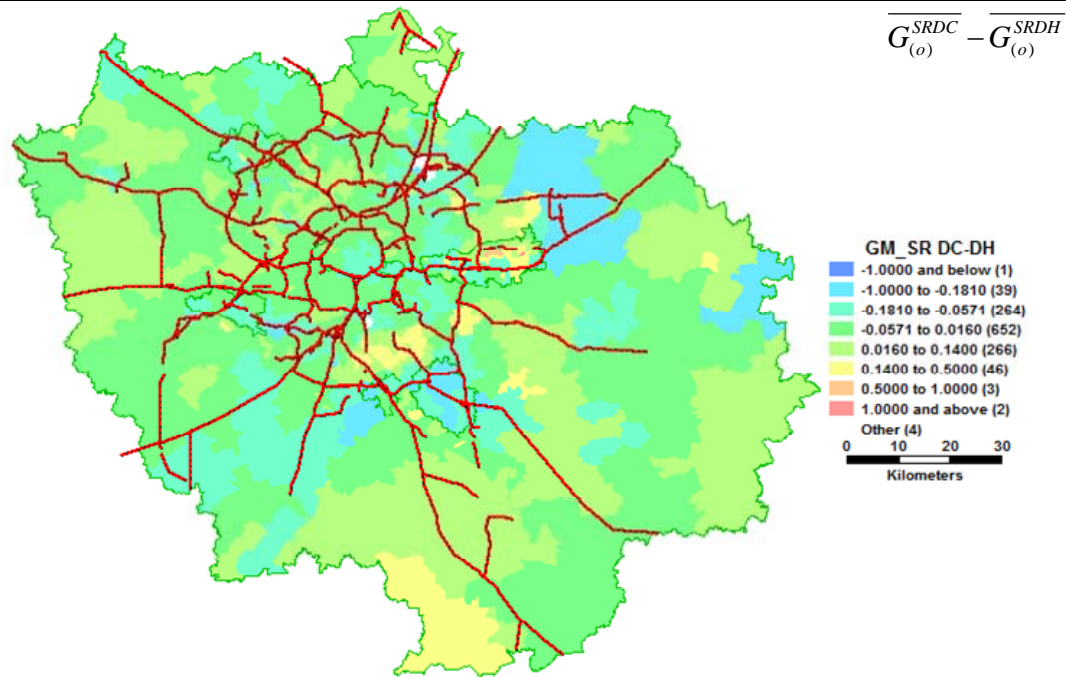 $\overline{G_{(o)}^{SRDC}} - \overline{G_{(o)}^{SRDH}}$
GM_SR DC-DH
-1.0000 and below (1)
-1.0000 to -0.1810 (39)
-0.1810 to -0.0571 (264)
-0.0571 to 0.0160 (652)
0.0160 to 0.1400 (266)
0.1400 to 0.5000 (46)
0.5000 to 1.0000 (3)
1.0000 and above (2)
Other (4)
0 10 20 30
Kilometers